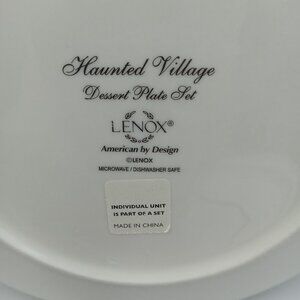 Haunted Village
Dessert Plate Set
LENOX®
American by Design
©LENOX
MICROWAVE / DISHWASHER SAFE
INDIVIDUAL UNIT
IS PART OF A SET
MADE IN CHINA